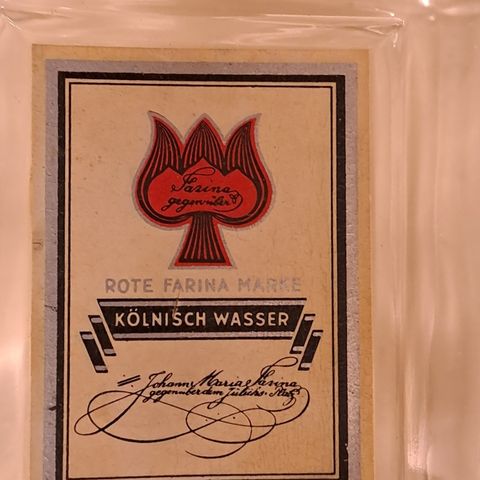 Farina
gegenüber
ROTE FARINA MARKE
KÖLNISCH WASSER
Johann Maria Farina
gegenüber dem Jülichs-Platz